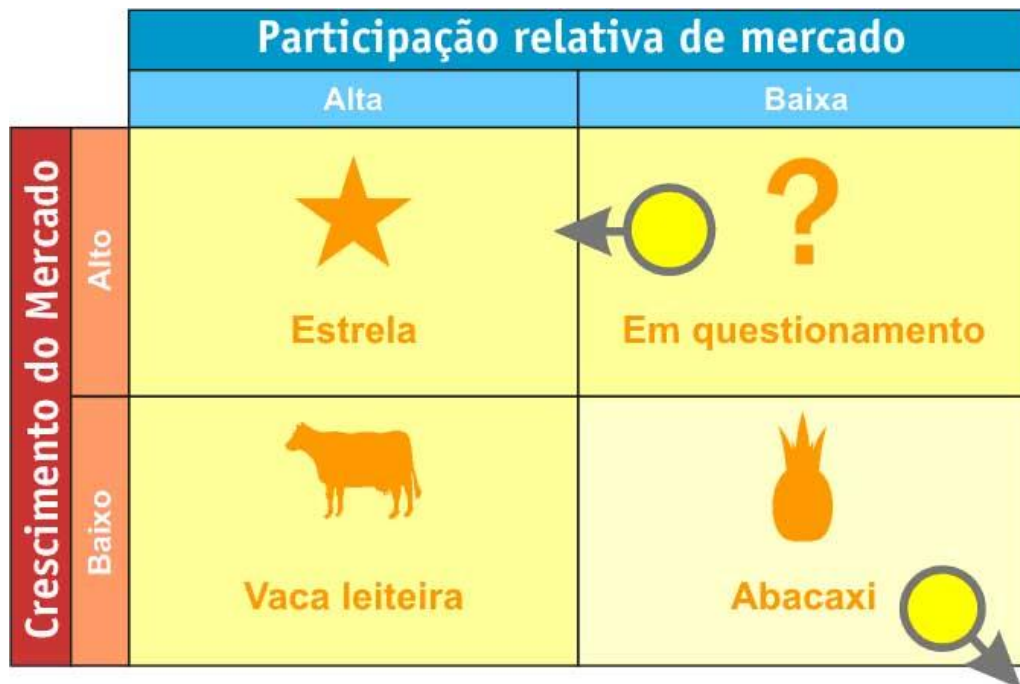 Participação relativa de mercado
Alta
Baixa
Crescimento do Mercado
Alto
?
Estrela
Em questionamento
Baixo
Vaca leiteira
Abacaxi